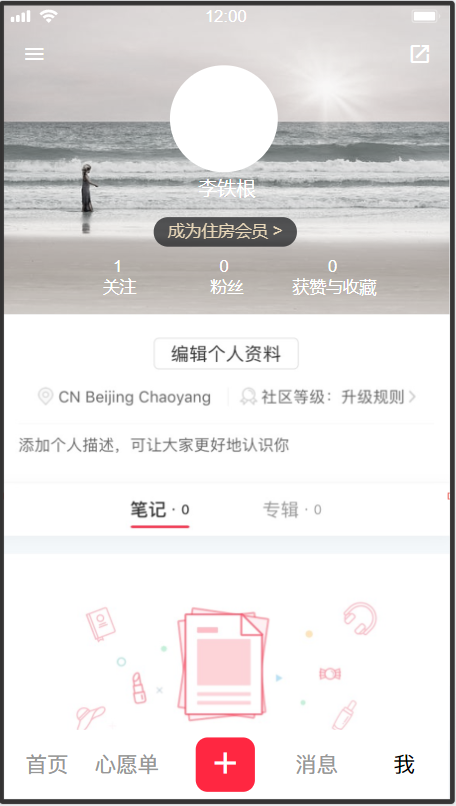 12:00
李铁根
成为住房会员 >
1 0 0
关注 粉丝 获赞与收藏
编辑个人资料
CN Beijing Chaoyang 社区等级：升级规则
添加个人描述，可让大家更好地认识你
笔记 · 0 专辑 · 0
首页 心愿单 消息 我